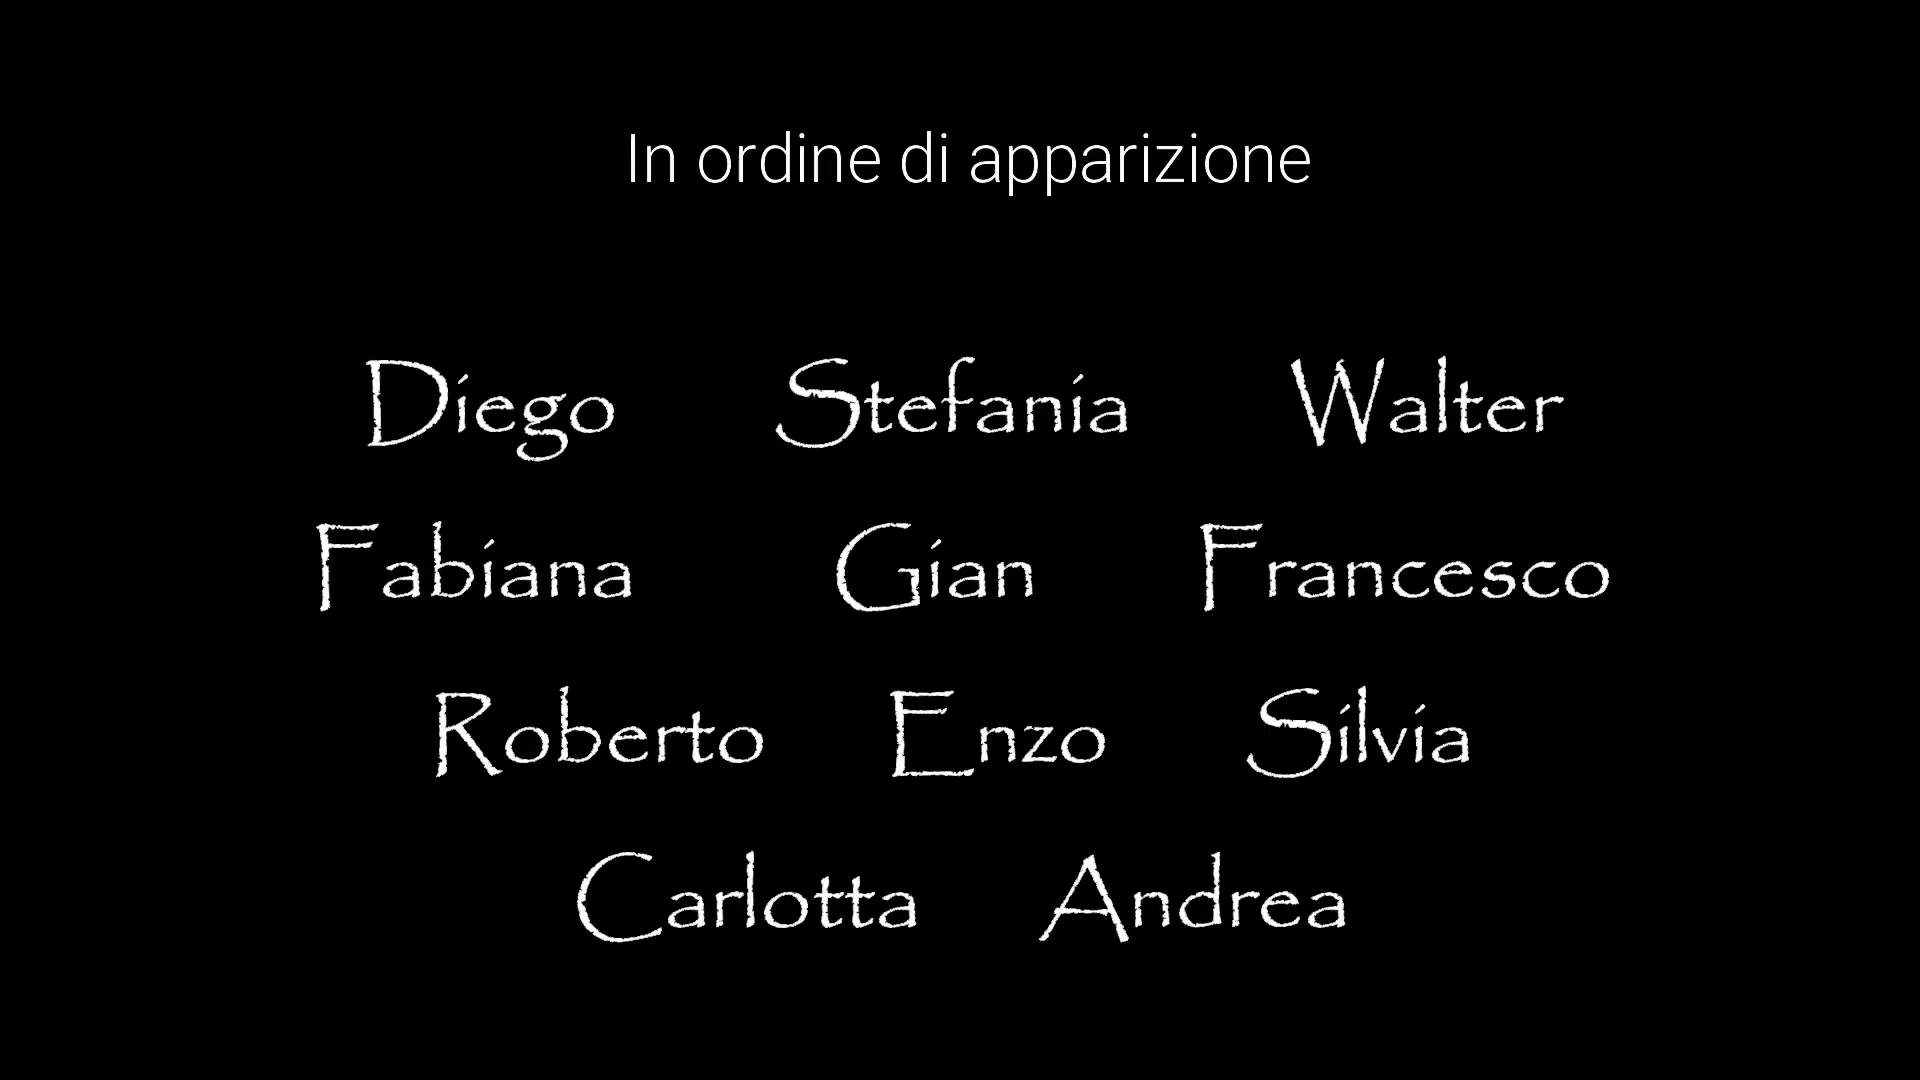 In ordine di apparizione
Diego Stefania Walter
Fabiana Gian Francesco
Roberto Enzo Silvia
Carlotta Andrea